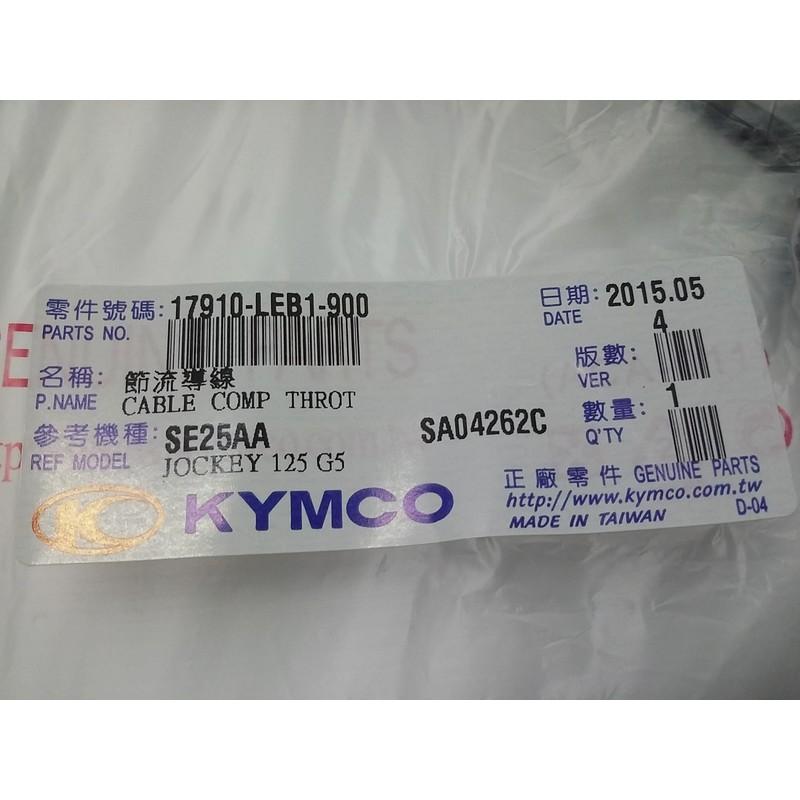 零件號碼: 17910-LEB1-900
PARTS NO.
名稱: 節流導線
P.NAME CABLE COMP THROT
參考機種: SE25AA
REF MODEL JOCKEY 125 G5
SA04262C
日期: 2015.05
DATE
版數: 4
VER
數量: 1
Q'TY
正廠零件 GENUINE PARTS
http://www.kymco.com.tw
MADE IN TAIWAN D-04
KYMCO